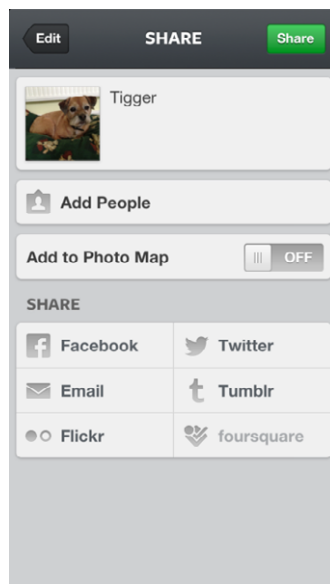 Edit
SHARE
Share
Tigger
Add People
Add to Photo Map
OFF
SHARE
Facebook
Twitter
Email
Tumblr
Flickr
foursquare